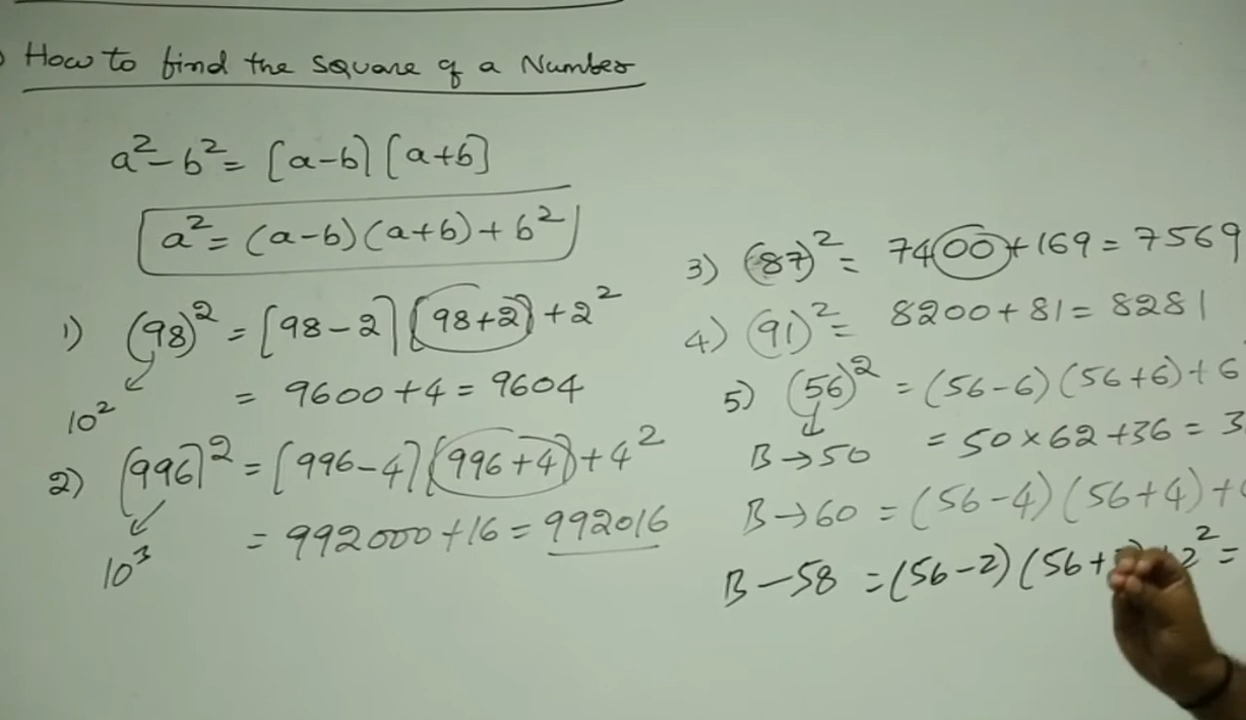 How to find the square of a Number
a² - b² = [a-b] [a+b]
a² = (a-b)(a+b) + b²
1) (98)² = [98-2] [98+2] + 2²
10²
= 9600+4 = 9604
2) (996)² = [996-4] (996+4) + 4²
10³
= 992000+16 = 992016
3) (87)² = 7400+169 = 7569
4) (91)² = 8200+81 = 8281
5) (56)² = (56-6) (56+6) + 6
B→50 = 50×62+36 = 3
B→60 = (56-4) (56+4) +
B-58 = (56-2) (56+ 2² =